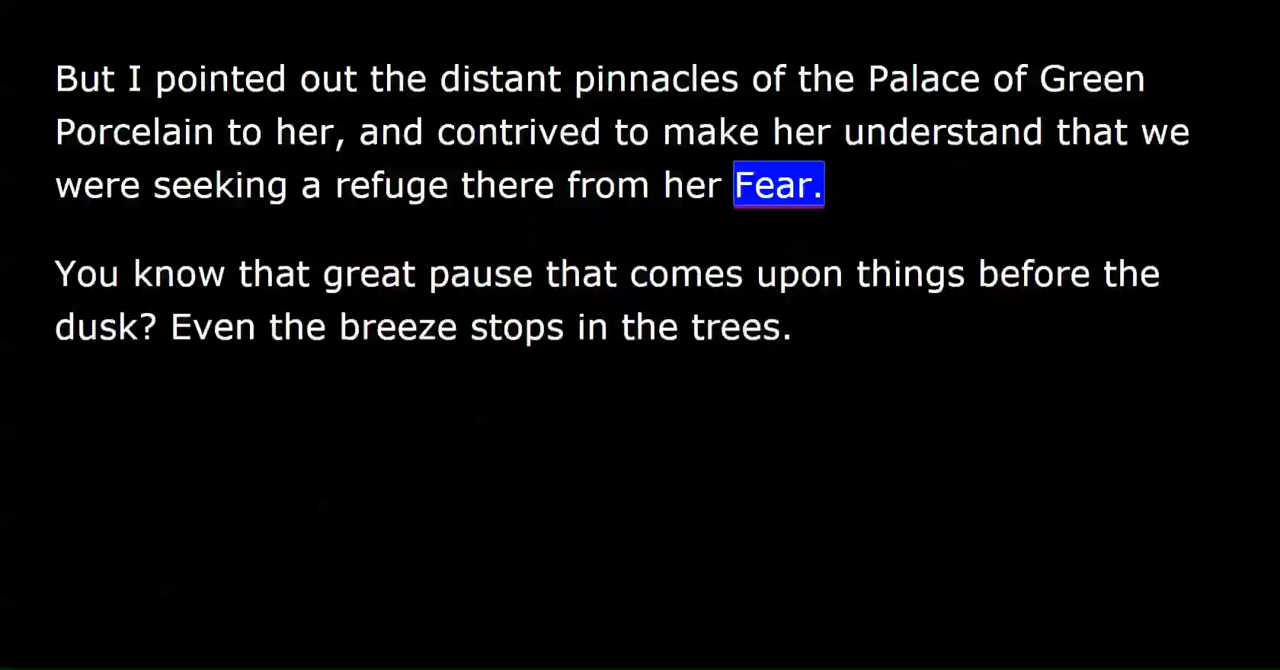 But I pointed out the distant pinnacles of the Palace of Green
Porcelain to her, and contrived to make her understand that we
were seeking a refuge there from her Fear.
You know that great pause that comes upon things before the
dusk? Even the breeze stops in the trees.